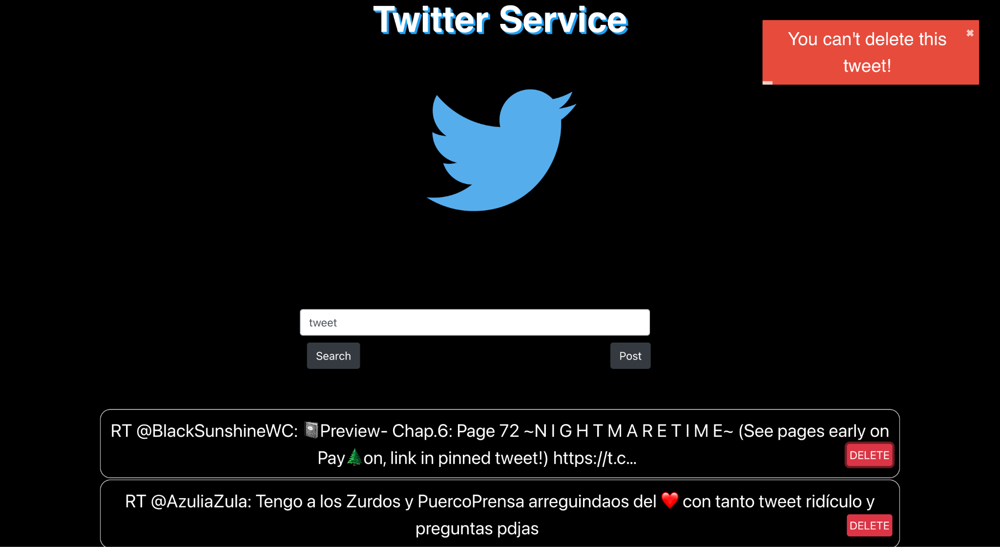 Twitter Service
You can't delete this
tweet!
tweet
Search
Post
RT @BlackSunshineWC: 📓Preview- Chap.6: Page 72 ~N I G H T M A R E T I M E~ (See pages early on
Pay🌲on, link in pinned tweet!) https://t.c…
DELETE
RT @AzuliaZula: Tengo a los Zurdos y PuercoPrensa arreguindaos del ❤️ con tanto tweet ridículo y
preguntas pdjas
DELETE